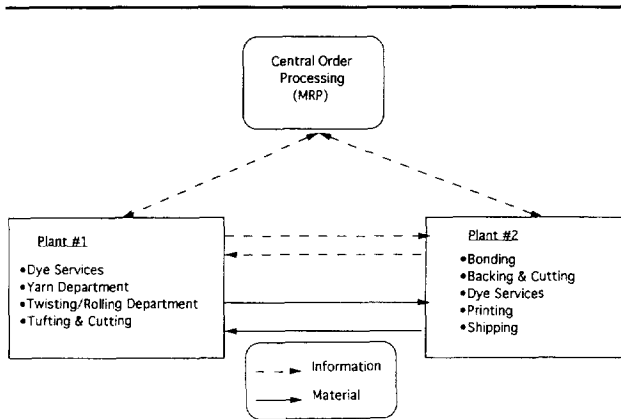 Central Order
Processing
(MRP)
Plant #1
•Dye Services
•Yarn Department
•Twisting/Rolling Department
•Tufting & Cutting
Plant #2
•Bonding
•Backing & Cutting
•Dye Services
•Printing
•Shipping
Information
Material